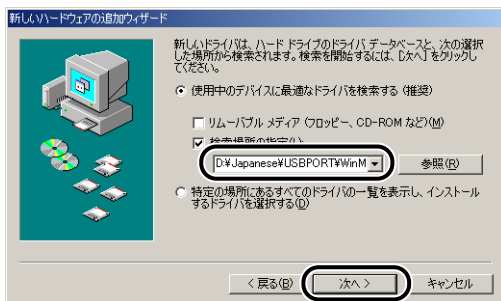 新しいハードウェアの追加ウィザード
新しいドライバは、ハード ドライブのドライバ データベースと、次の選択
した場所から検索されます。検索を開始するには、[次へ] をクリックし
てください。
使用中のデバイスに最適なドライバを検索する (推奨)
リムーバブル メディア (フロッピー、CD-ROM など)(M)
検索場所の指定(L)
D:¥Japanese¥USBPORT¥WinM
参照(R)
特定の場所にあるすべてのドライバの一覧を表示し、インストール
するドライバを選択する(D)
< 戻る(B)
次へ >
キャンセル